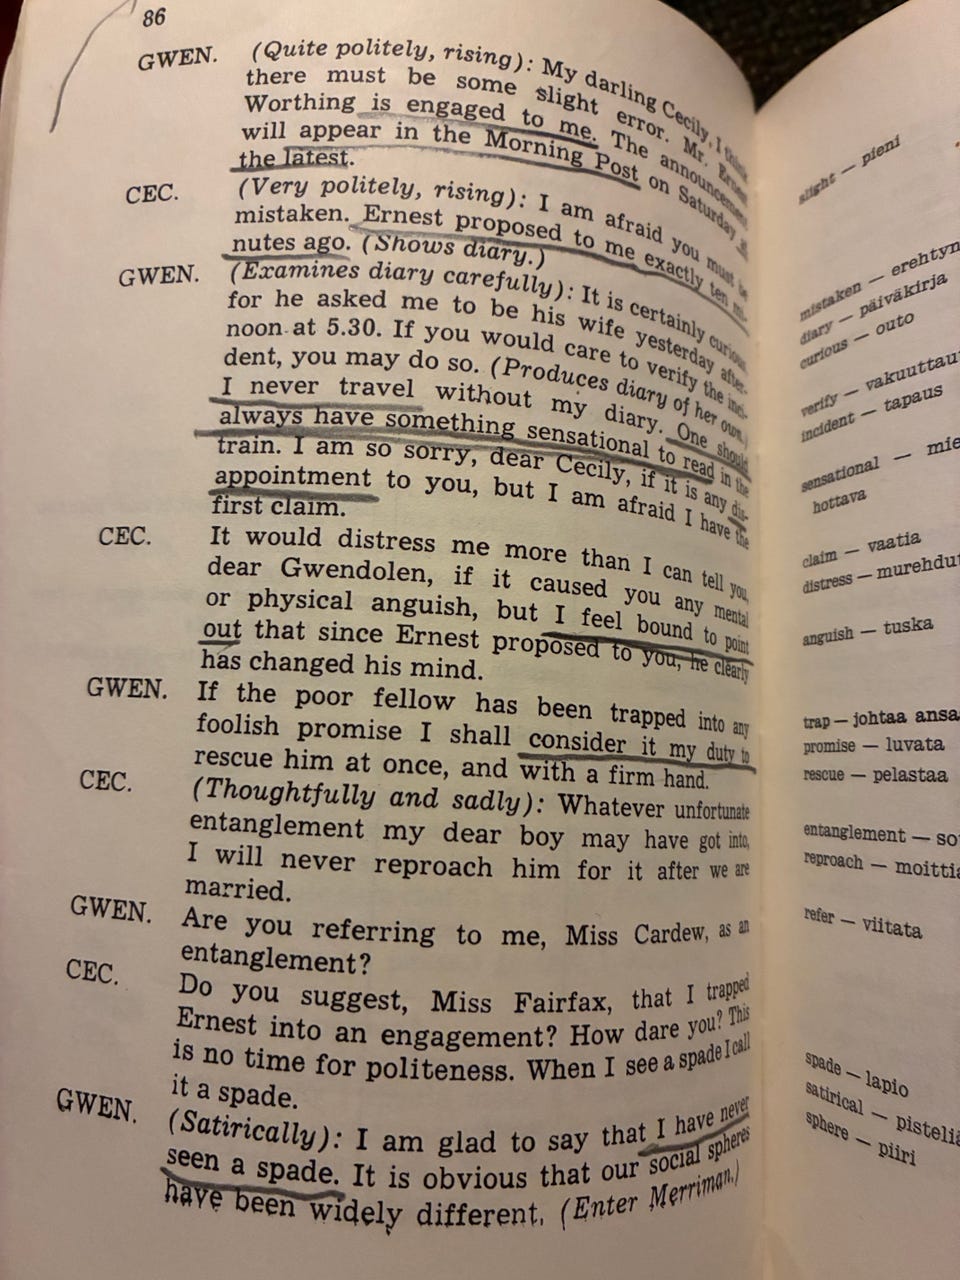 86
GWEN. (Quite politely, rising): My darling Cecily, I think
there must be some slight error. Mr. Ernest
Worthing is engaged to me. The announcement
will appear in the Morning Post on Saturday at
the latest.
CEC. (Very politely, rising): I am afraid you must be
mistaken. Ernest proposed to me exactly ten mi-
nutes ago. (Shows diary.)
GWEN. (Examines diary carefully): It is certainly curious,
for he asked me to be his wife yesterday after-
noon at 5.30. If you would care to verify the inci-
dent, you may do so. (Produces diary of her own.)
I never travel without my diary. One should
always have something sensational to read in the
train. I am so sorry, dear Cecily, if it is any dis-
appointment to you, but I am afraid I have the
first claim.
CEC. It would distress me more than I can tell you,
dear Gwendolen, if it caused you any mental
or physical anguish, but I feel bound to point
out that since Ernest proposed to you, he clearly
has changed his mind.
GWEN. If the poor fellow has been trapped into any
foolish promise I shall consider it my duty to
rescue him at once, and with a firm hand.
CEC. (Thoughtfully and sadly): Whatever unfortunate
entanglement my dear boy may have got into,
I will never reproach him for it after we are
married.
GWEN. Are you referring to me, Miss Cardew, as an
entanglement?
CEC. Do you suggest, Miss Fairfax, that I trapped
Ernest into an engagement? How dare you? This
is no time for politeness. When I see a spade I call
it a spade.
GWEN. (Satirically): I am glad to say that I have never
seen a spade. It is obvious that our social spheres
have been widely different. (Enter Merriman.)
slight — pieni
mistaken — erehtyn
diary — päiväkirja
curious — outo
verify — vakuuttau
incident — tapaus
sensational — mie
hottava
claim — vaatia
distress — murehdut
anguish — tuska
trap — johtaa ansa
promise — luvata
rescue — pelastaa
entanglement — so
reproach — moittia
refer — viitata
spade — lapio
satirical — pisteliä
sphere — piiri